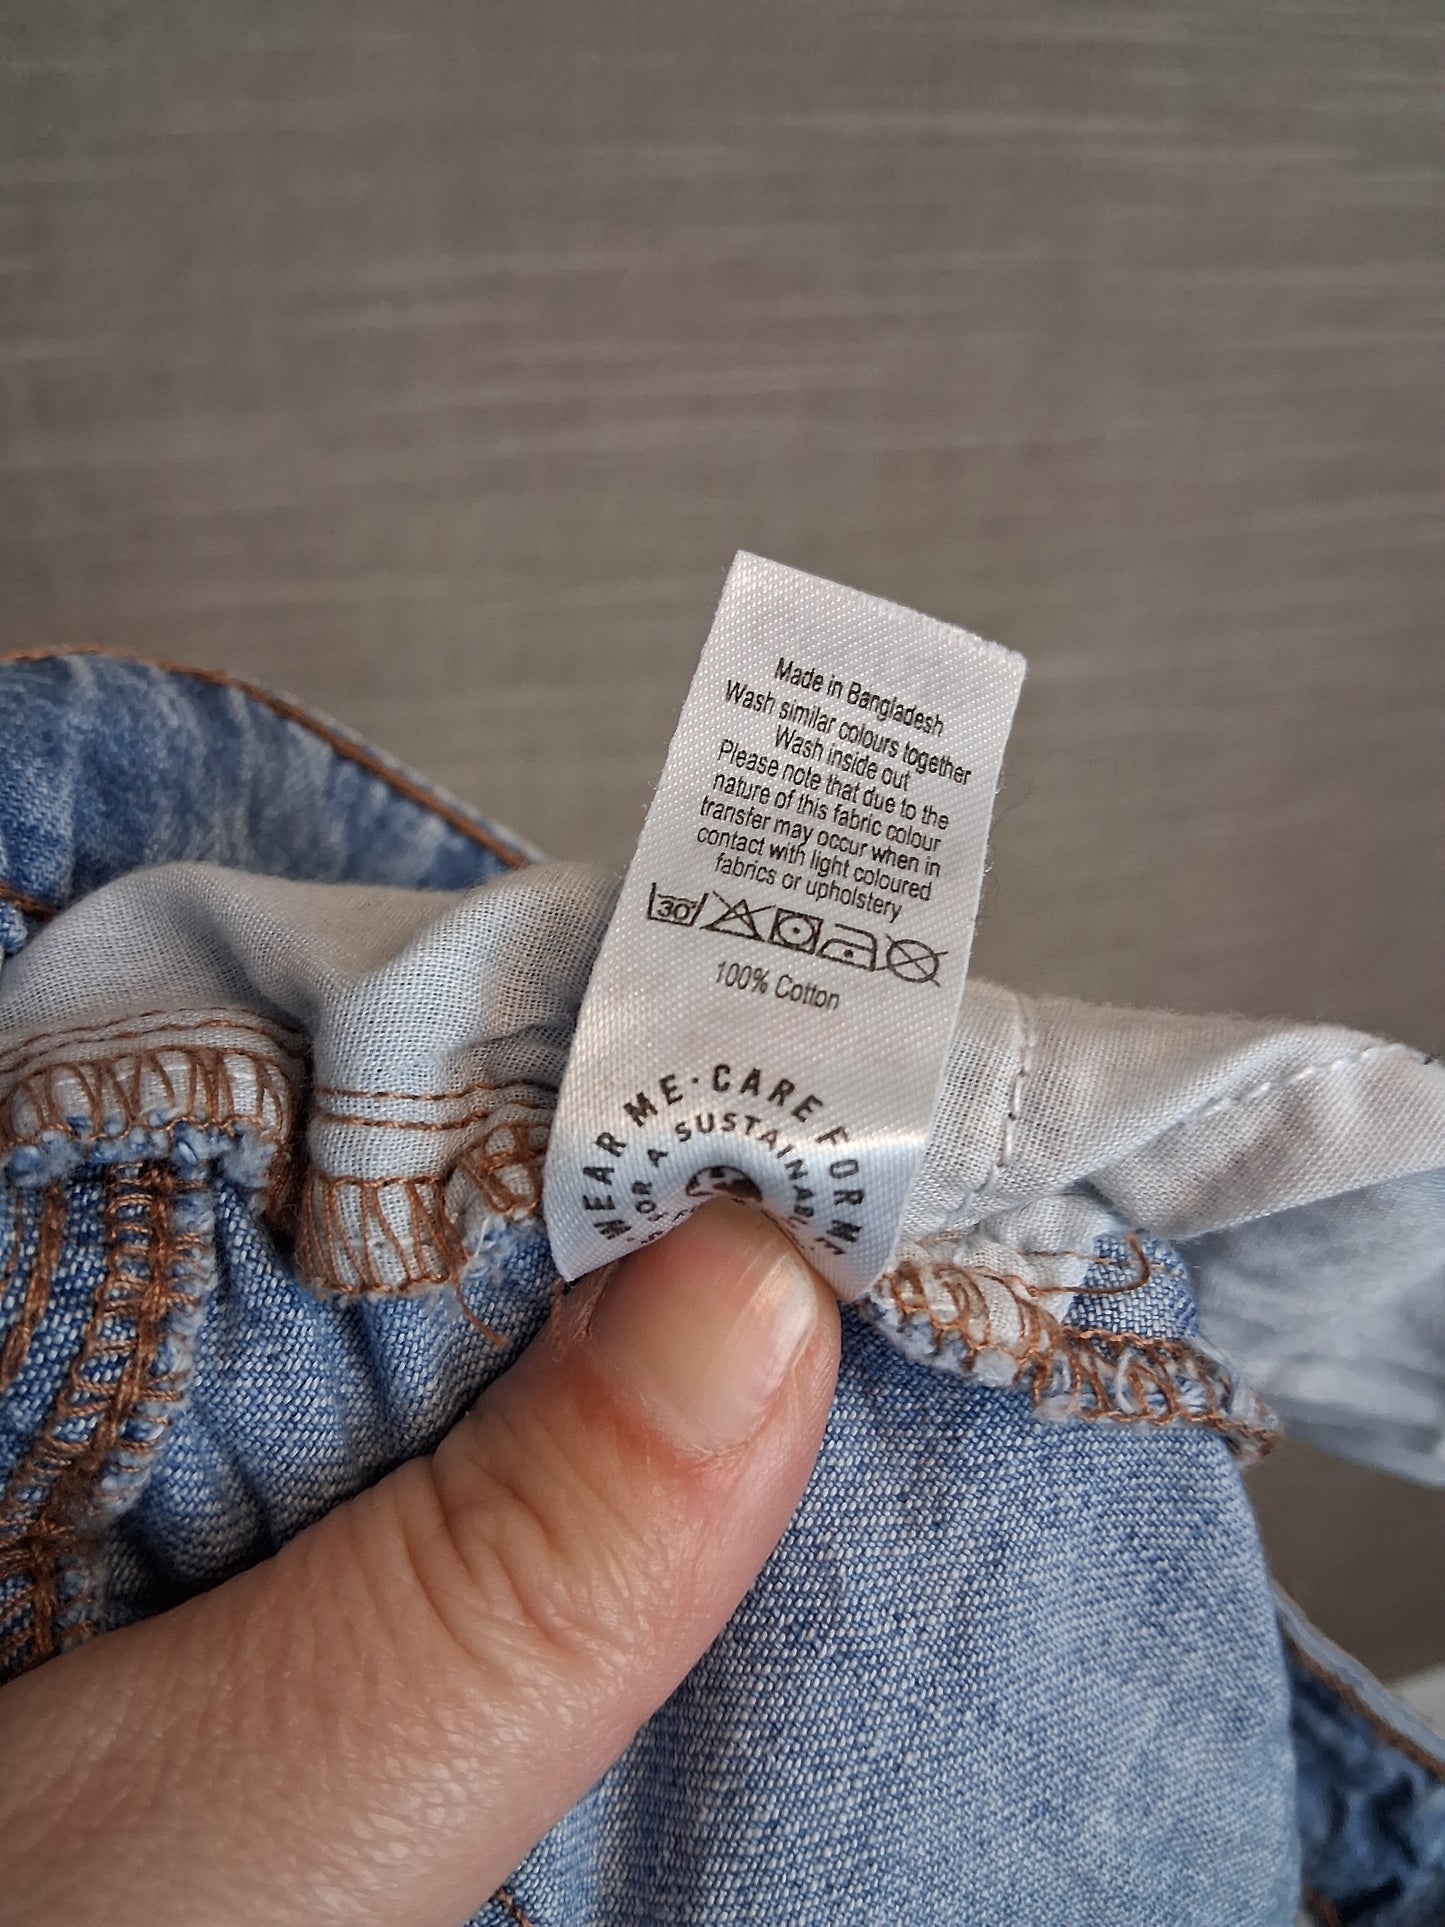 Made in Bangladesh
Wash similar colours together
Wash inside out
Please note that due to the
nature of this fabric colour
transfer may occur when in
contact with light coloured
fabrics or upholstery
30°
100% Cotton
WEAR ME · CARE FOR ME
FOR A SUSTAINABLE